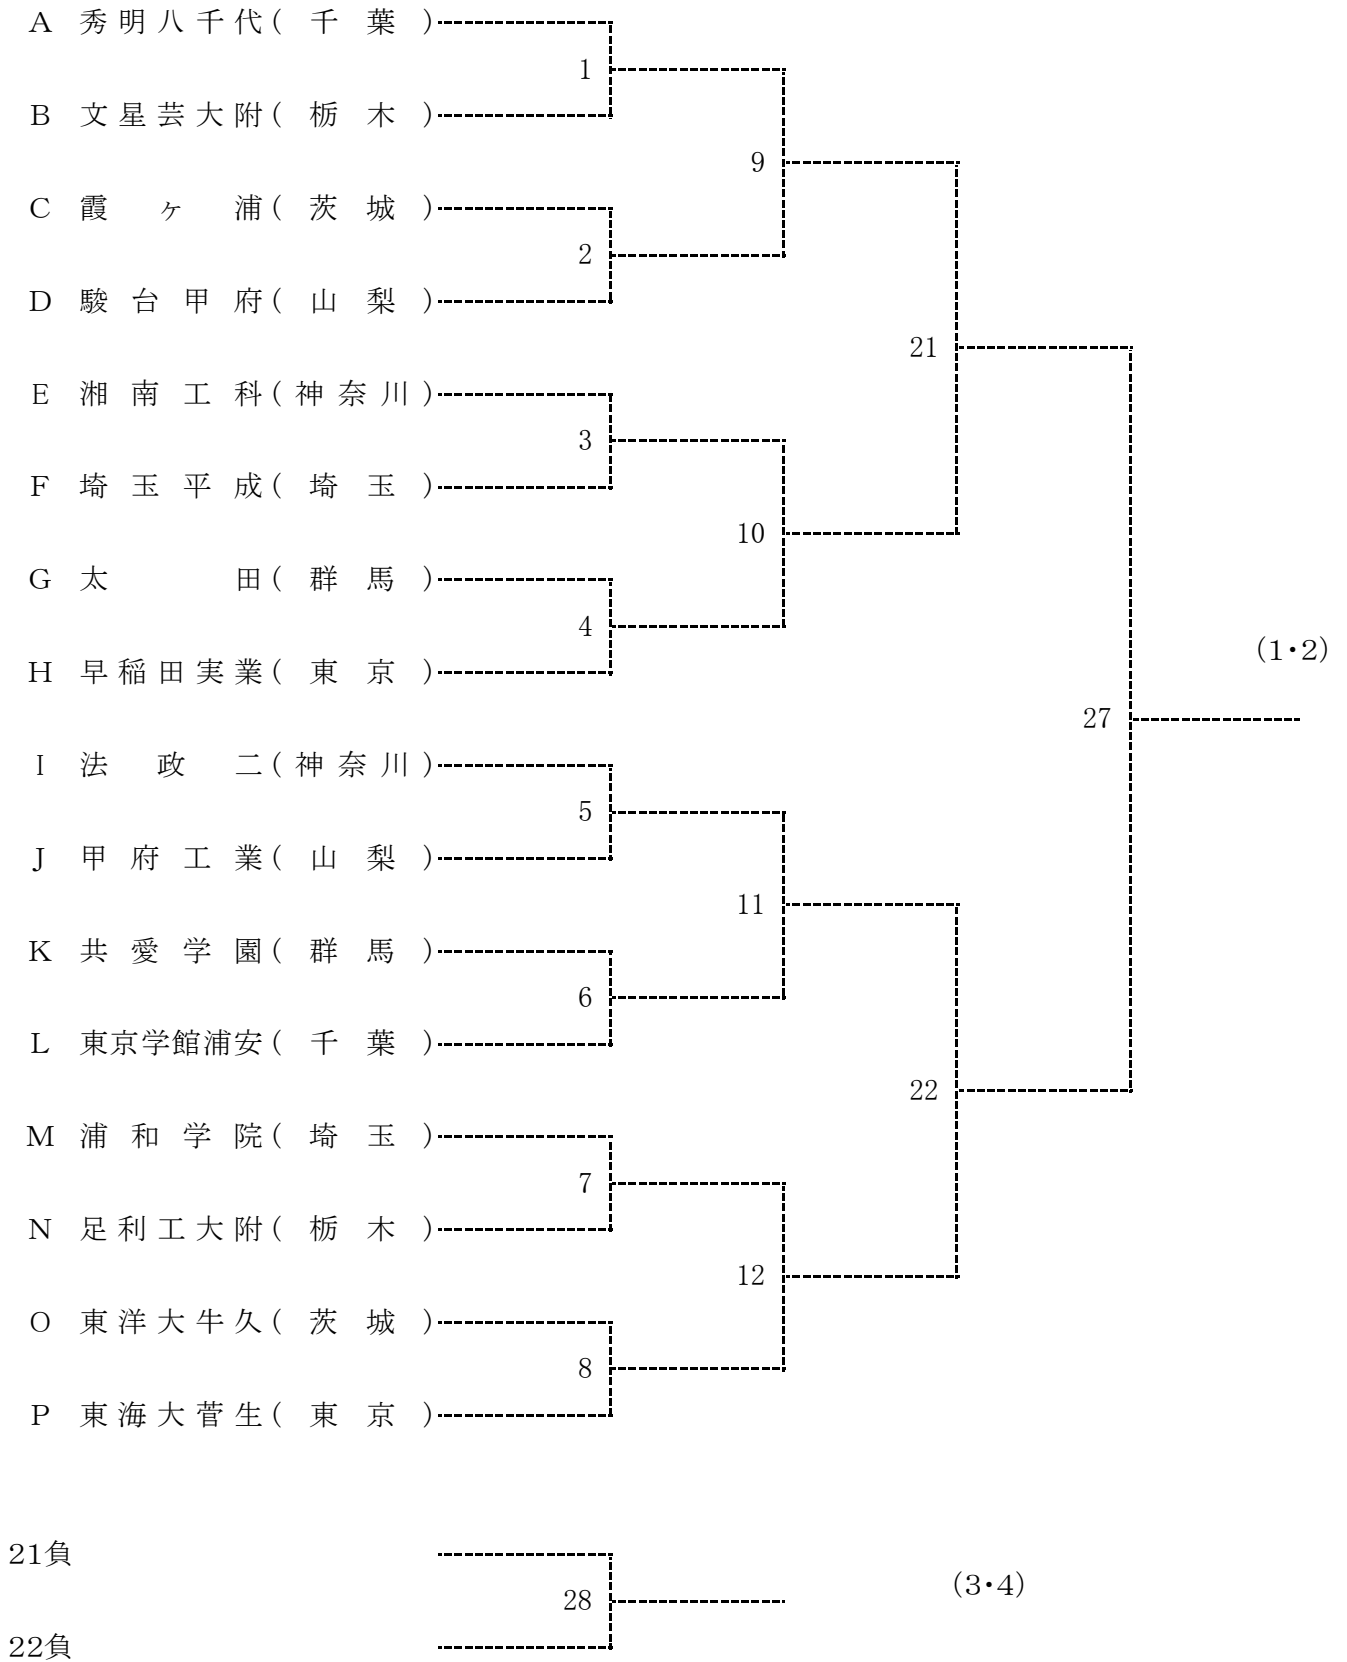 A 秀明八千代(千葉)
1
B 文星芸大附(栃木)
9
C 霞ヶ浦(茨城)
2
D 駿台甲府(山梨)
21
E 湘南工科(神奈川)
3
F 埼玉平成(埼玉)
10
G 太田(群馬)
4
(1・2)
H 早稲田実業(東京)
27
I 法政二(神奈川)
5
J 甲府工業(山梨)
11
K 共愛学園(群馬)
6
L 東京学館浦安(千葉)
22
M 浦和学院(埼玉)
7
N 足利工大附(栃木)
12
O 東洋大牛久(茨城)
8
P 東海大菅生(東京)
21負
28 (3・4)
22負